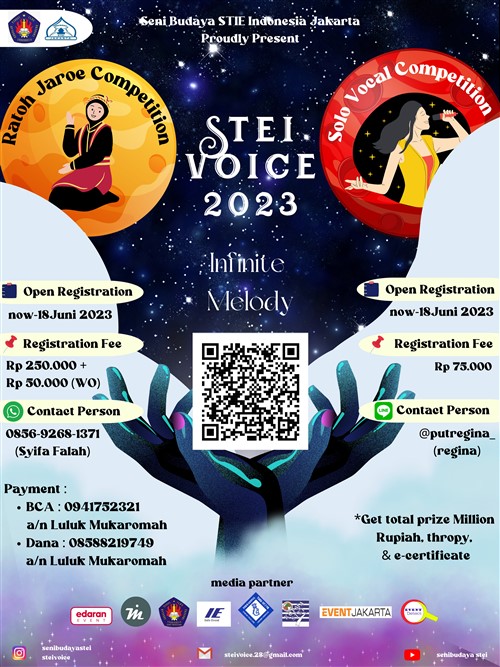 Seni Budaya STIE Indonesia Jakarta
Proudly Present
Ratoh Jaroe Competition
Solo Vocal Competition
STEI
VOICE
2023
Infinite
Melody
Open Registration
now-18Juni 2023
Registration Fee
Rp 250.000 +
Rp 50.000 (WO)
Contact Person
0856-9268-1371
(Syifa Falah)
Open Registration
now-18Juni 2023
Registration Fee
Rp 75.000
LINE
Contact Person
@putregina_
(regina)
Payment :
• BCA : 0941752321
a/n Luluk Mukaromah
• Dana : 08588219749
a/n Luluk Mukaromah
*Get total prize Million
Rupiah, thropy,
& e-certificate
media partner
edaran
EVENT
IE
EVENTJAKARTA
senibudayastei
steivoice
steivoice.28@gmail.com
senibudaya stei